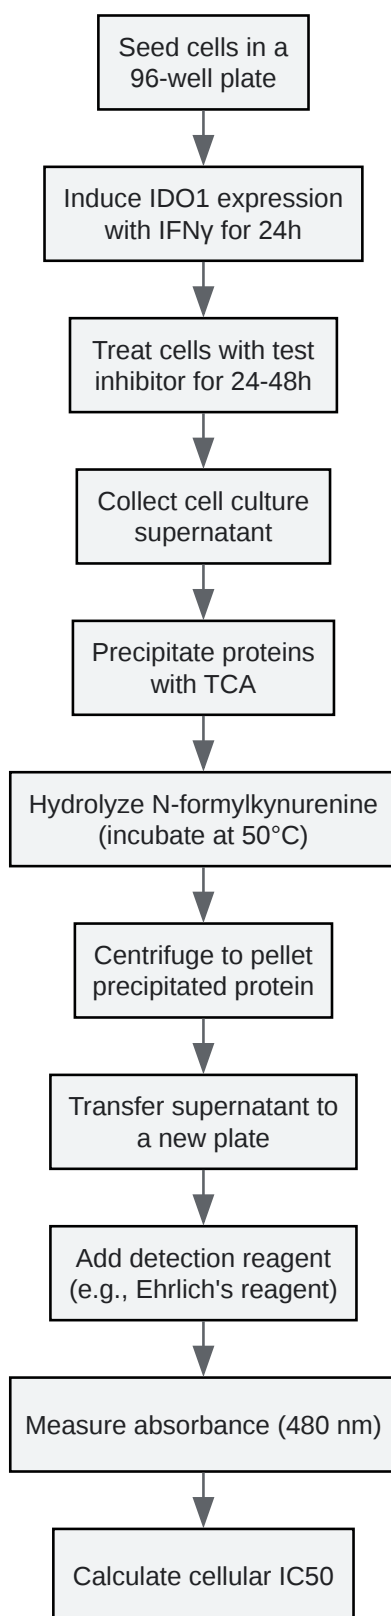 Seed cells in a
96-well plate
Induce IDO1 expression
with IFNγ for 24h
Treat cells with test
inhibitor for 24-48h
Collect cell culture
supernatant
Precipitate proteins
with TCA
Hydrolyze N-formylkynurenine
(incubate at 50°C)
Centrifuge to pellet
precipitated protein
Transfer supernatant to
a new plate
Add detection reagent
(e.g., Ehrlich's reagent)
Measure absorbance (480 nm)
Calculate cellular IC50